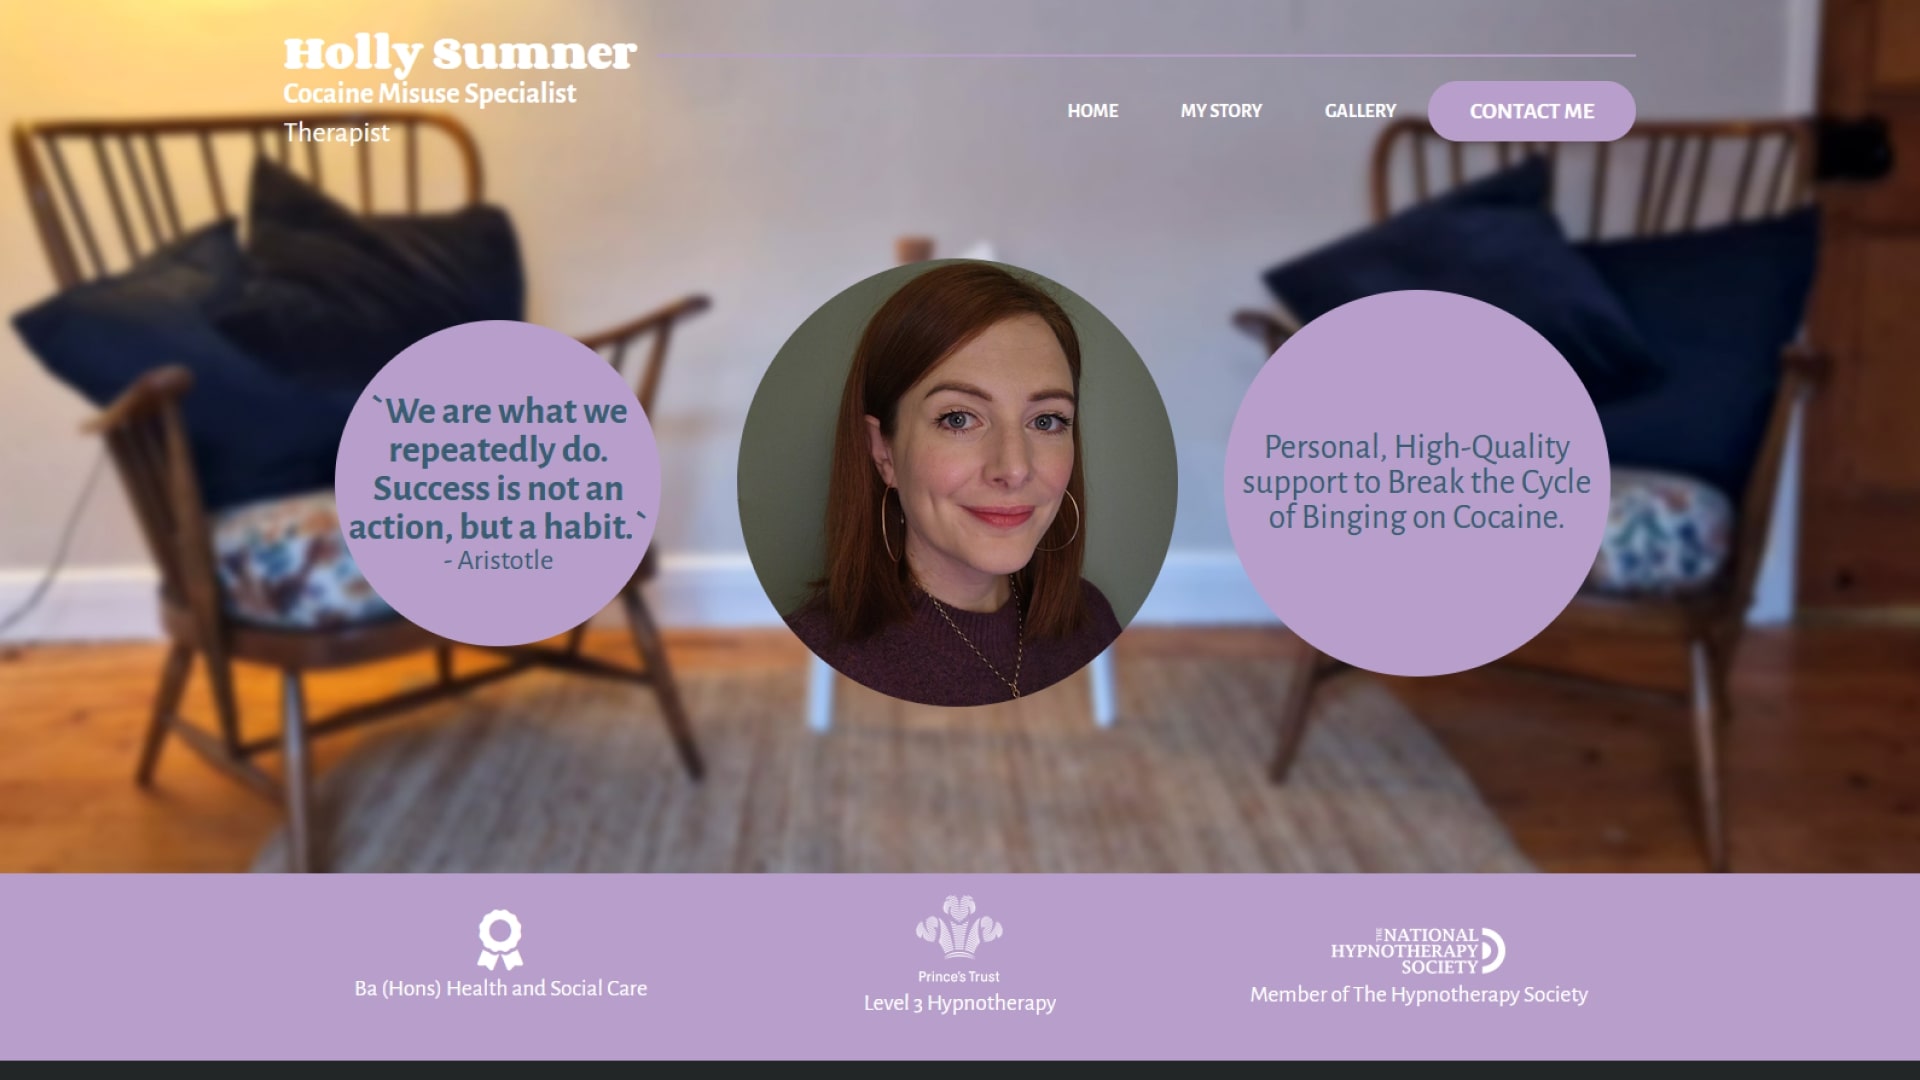 Holly Sumner
Cocaine Misuse Specialist
Therapist
HOME
MY STORY
GALLERY
CONTACT ME
`We are what we
repeatedly do.
Success is not an
action, but a habit.`
- Aristotle
Personal, High-Quality
support to Break the Cycle
of Binging on Cocaine.
Ba (Hons) Health and Social Care
Prince's Trust
Level 3 Hypnotherapy
THE NATIONAL
HYPNOTHERAPY
SOCIETY
Member of The Hypnotherapy Society